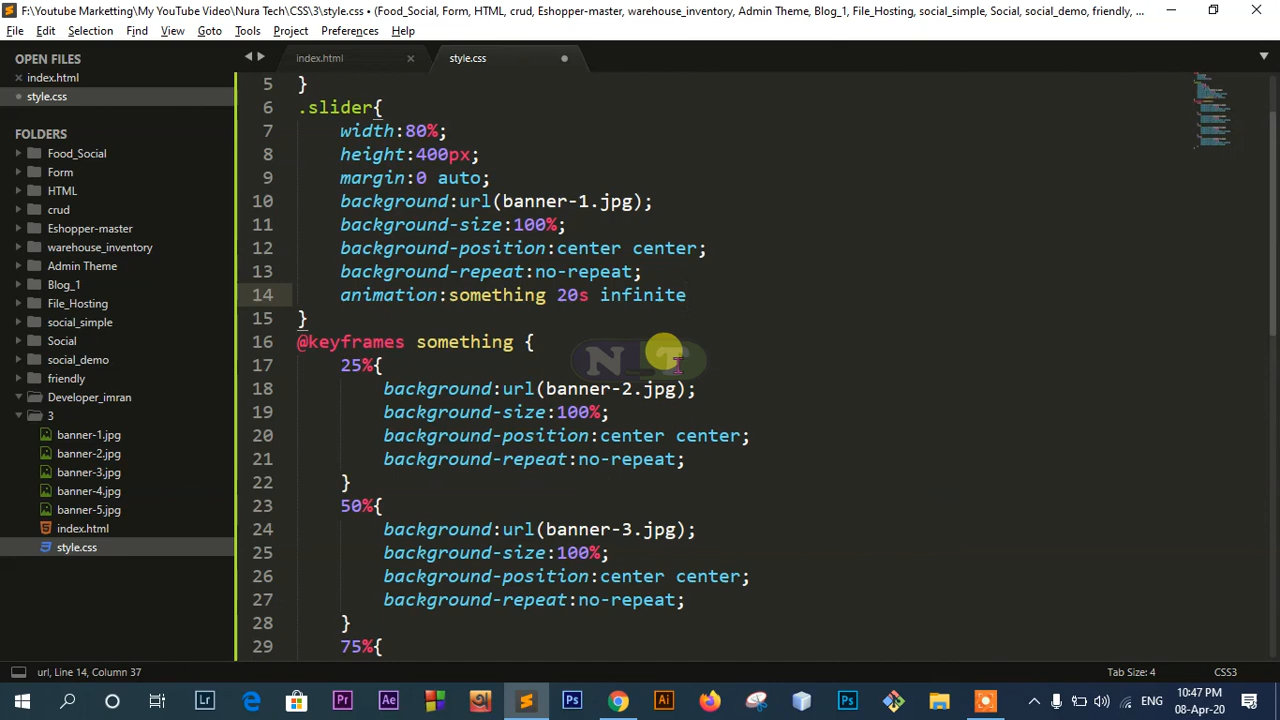 F:\Youtube Marketting\My YouTube Video\Nura Tech\CSS\3\style.css • (Food_Social, Form, HTML, crud, Eshopper-master, warehouse_inventory, Admin Theme, Blog_1, File_Hosting, social_simple, Social, social_demo, friendly, ...
File Edit Selection Find View Goto Tools Project Preferences Help
OPEN FILES
index.html
style.css
FOLDERS
Food_Social
Form
HTML
crud
Eshopper-master
warehouse_inventory
Admin Theme
Blog_1
File_Hosting
social_simple
Social
social_demo
friendly
Developer_imran
3
banner-1.jpg
banner-2.jpg
banner-3.jpg
banner-4.jpg
banner-5.jpg
index.html
style.css
index.html style.css
5 }
6 .slider{
7 width:80%;
8 height:400px;
9 margin:0 auto;
10 background:url(banner-1.jpg);
11 background-size:100%;
12 background-position:center center;
13 background-repeat:no-repeat;
14 animation:something 20s infinite
15 }
16 @keyframes something {
17 25%{
18 background:url(banner-2.jpg);
19 background-size:100%;
20 background-position:center center;
21 background-repeat:no-repeat;
22 }
23 50%{
24 background:url(banner-3.jpg);
25 background-size:100%;
26 background-position:center center;
27 background-repeat:no-repeat;
28 }
29 75%{
N T
url, Line 14, Column 37 Tab Size: 4 CSS3
Lr Pr Ae Ps Ai Ps ENG 10:47 PM
08-Apr-20